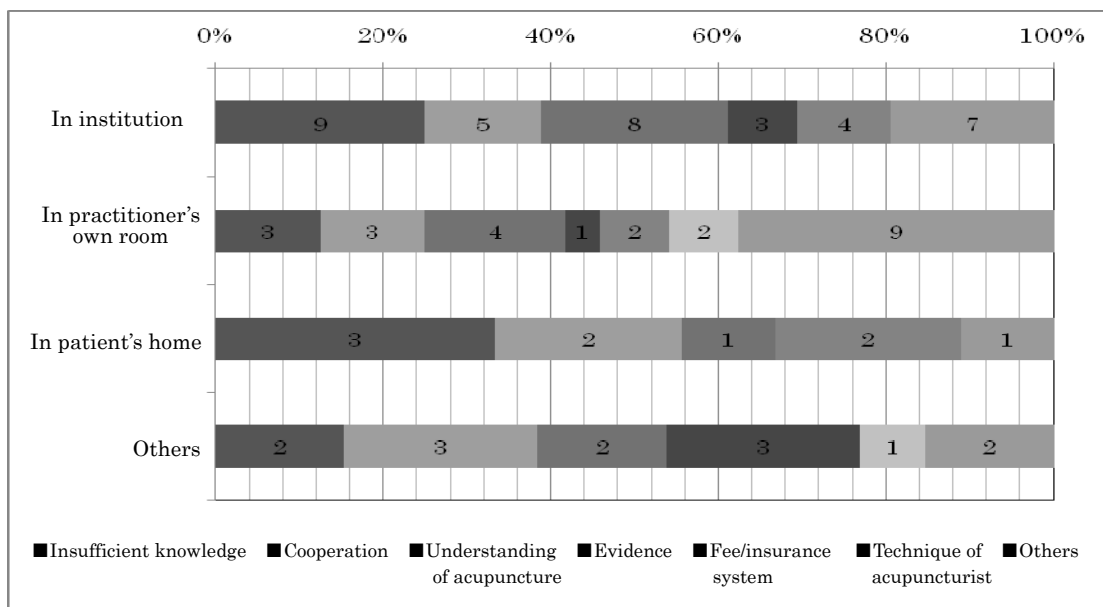 0% 20% 40% 60% 80% 100%
In institution 9 5 8 3 4 7
In practitioner's
own room 3 3 4 1 2 2 9
In patient's home 3 2 1 2 1
Others 2 3 2 3 1 2
■Insufficient knowledge ■Cooperation ■Understanding ■Evidence ■Fee/insurance ■Technique of ■Others
of acupuncture system acupuncturist